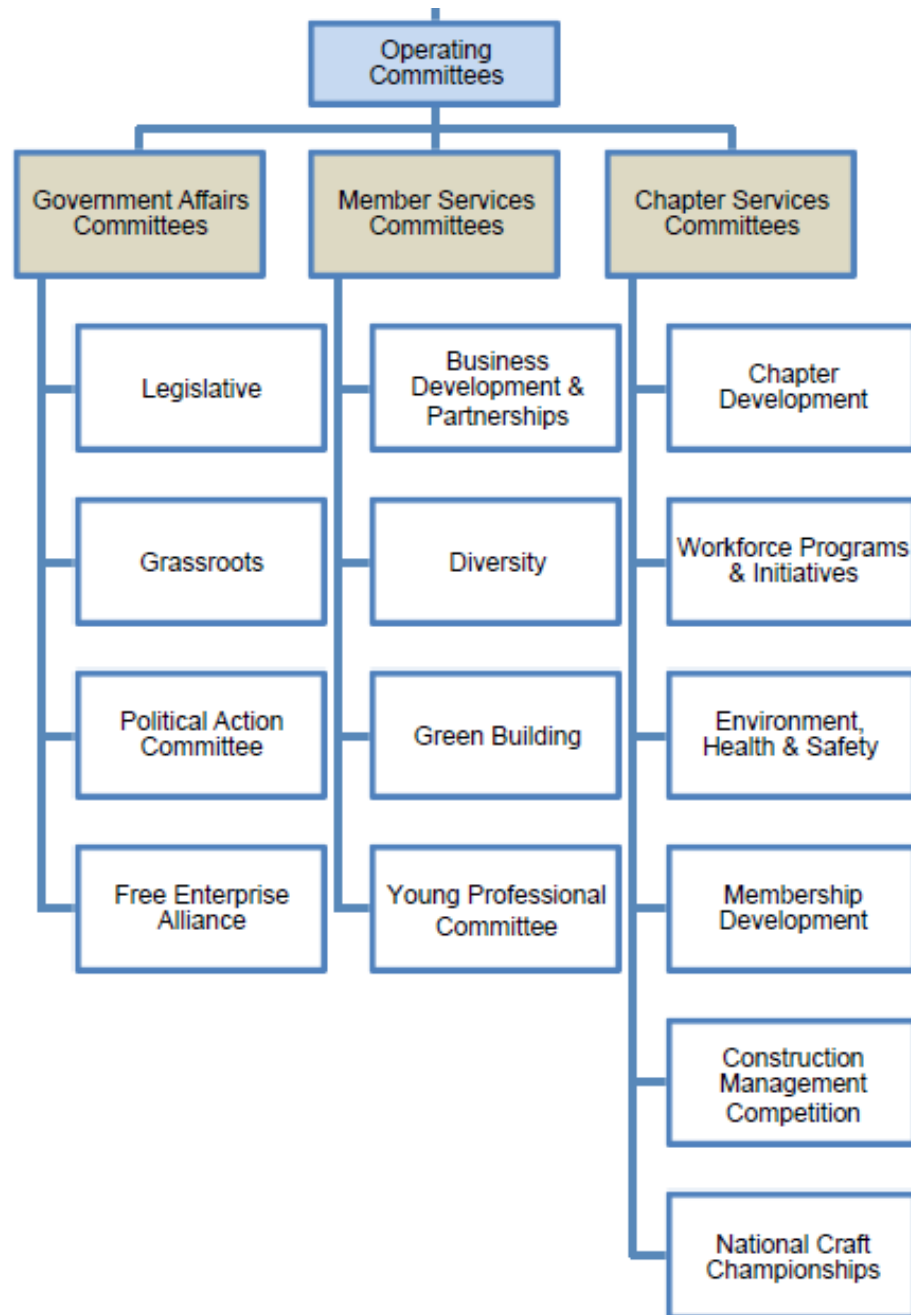 Operating
Committees
Government Affairs
Committees
Member Services
Committees
Chapter Services
Committees
Legislative
Grassroots
Political Action
Committee
Free Enterprise
Alliance
Business
Development &
Partnerships
Diversity
Green Building
Young Professional
Committee
Chapter
Development
Workforce Programs
& Initiatives
Environment,
Health & Safety
Membership
Development
Construction
Management
Competition
National Craft
Championships